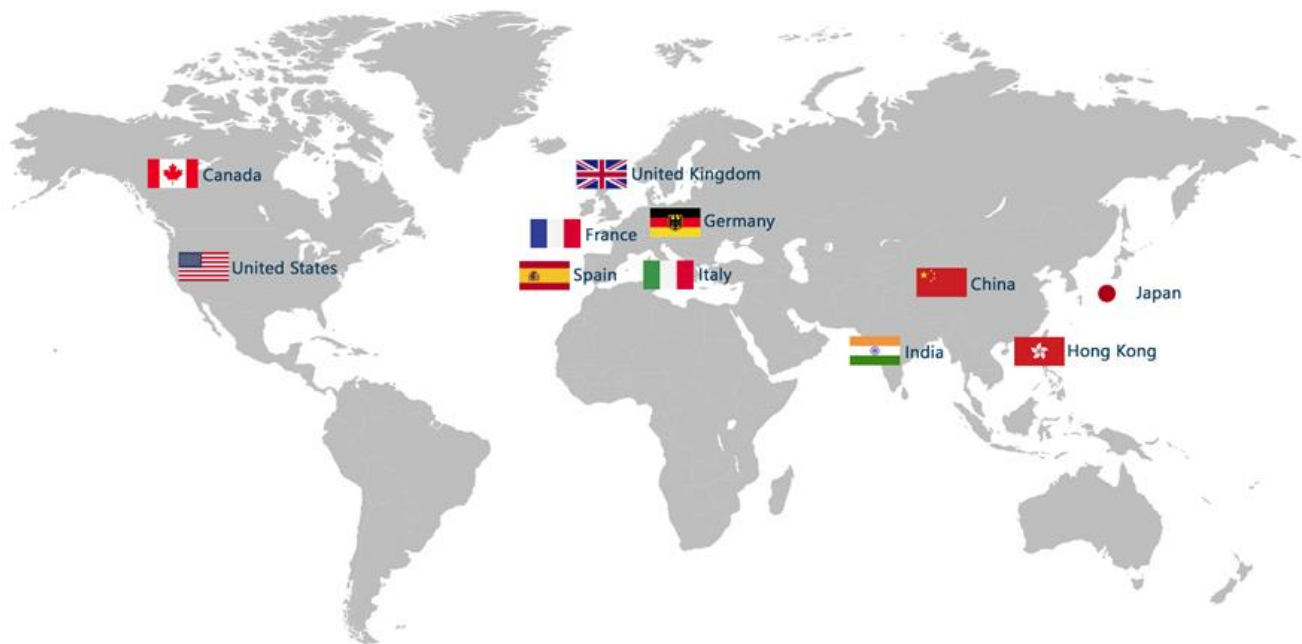 Canada
United Kingdom
Germany
France
United States
Spain
Italy
China
Japan
India
Hong Kong